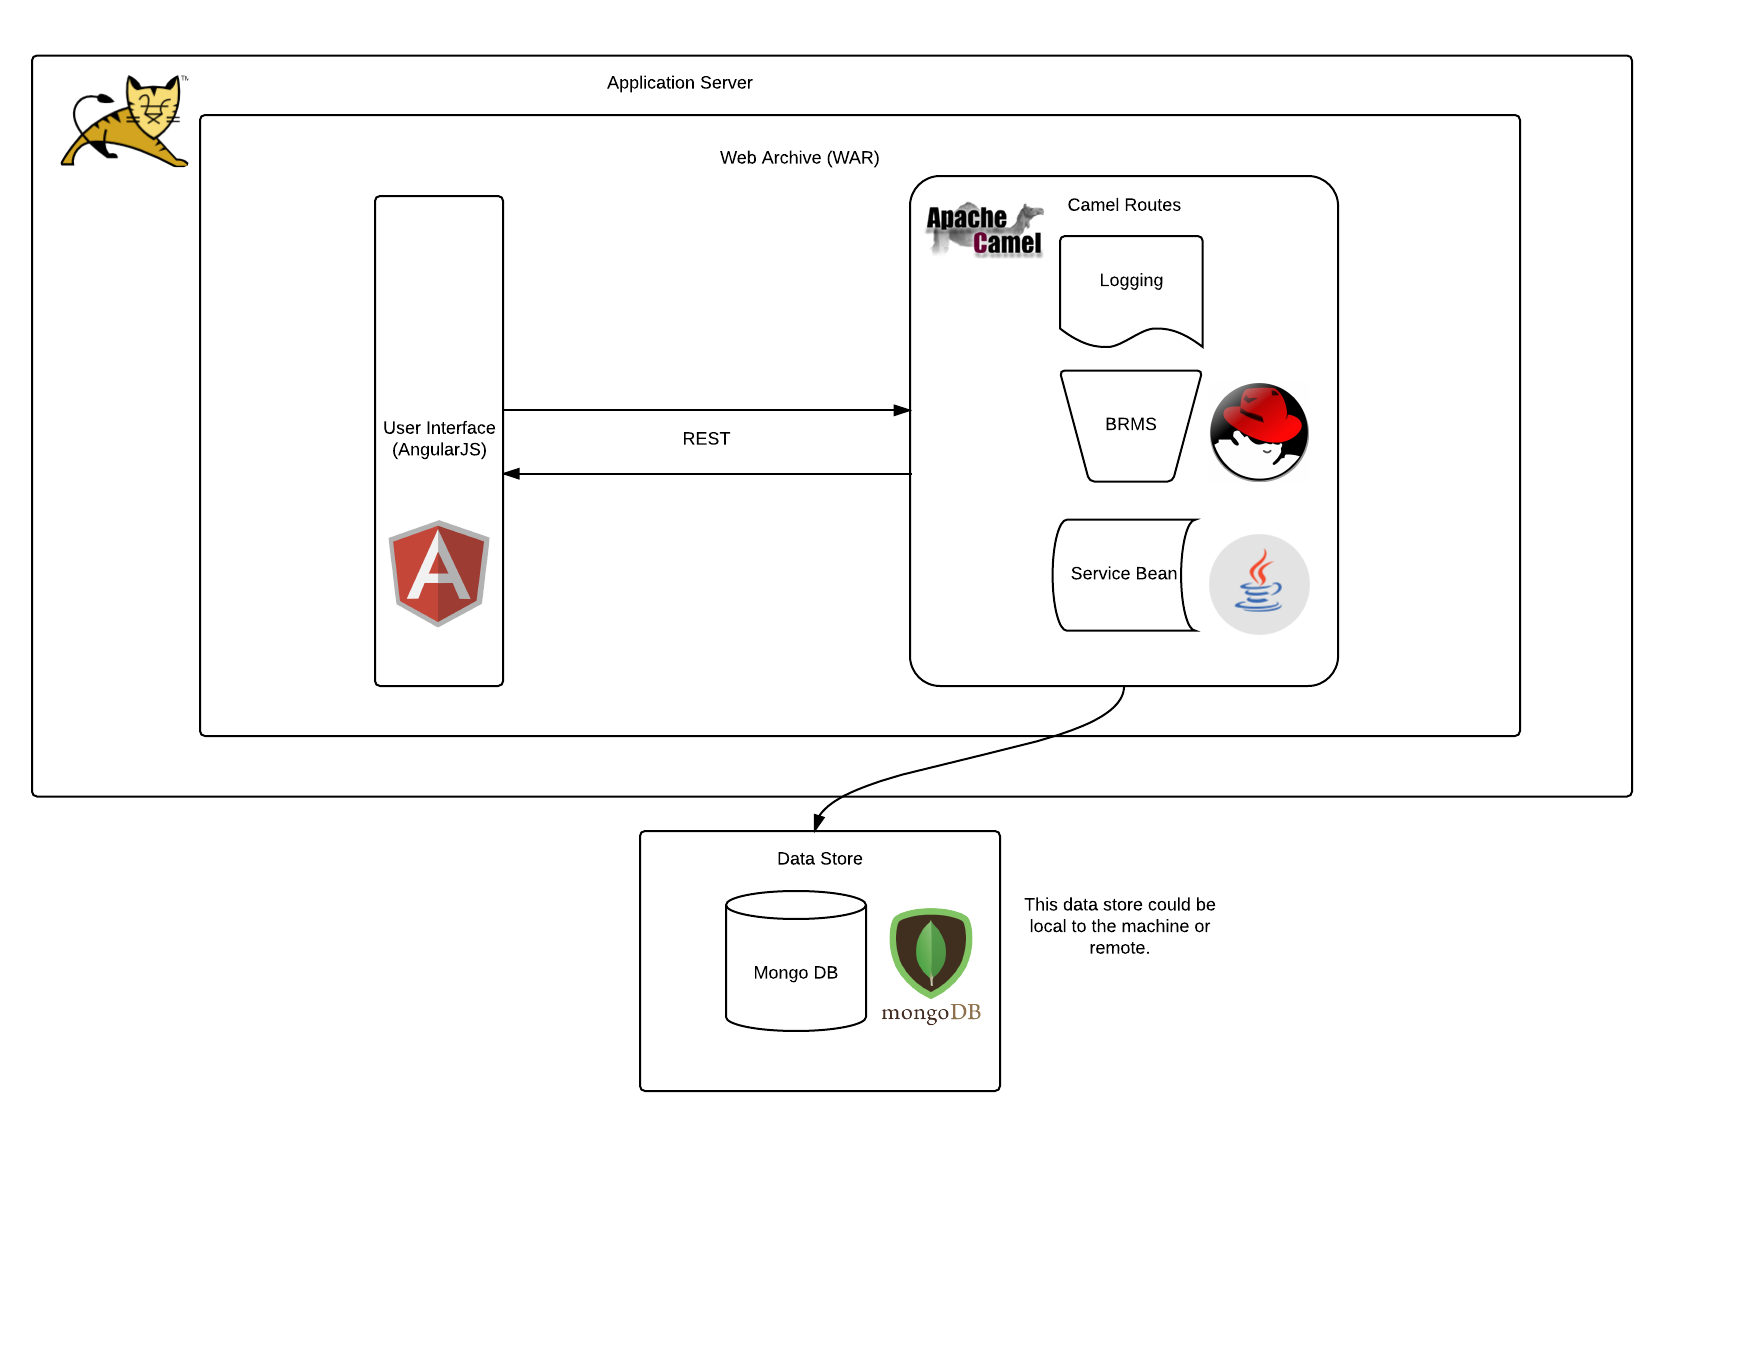 Application Server
TM
Web Archive (WAR)
Apache
Camel
Camel Routes
Logging
BRMS
Service Bean
User Interface
(AngularJS)
REST
Data Store
Mongo DB
mongoDB
This data store could be
local to the machine or
remote.